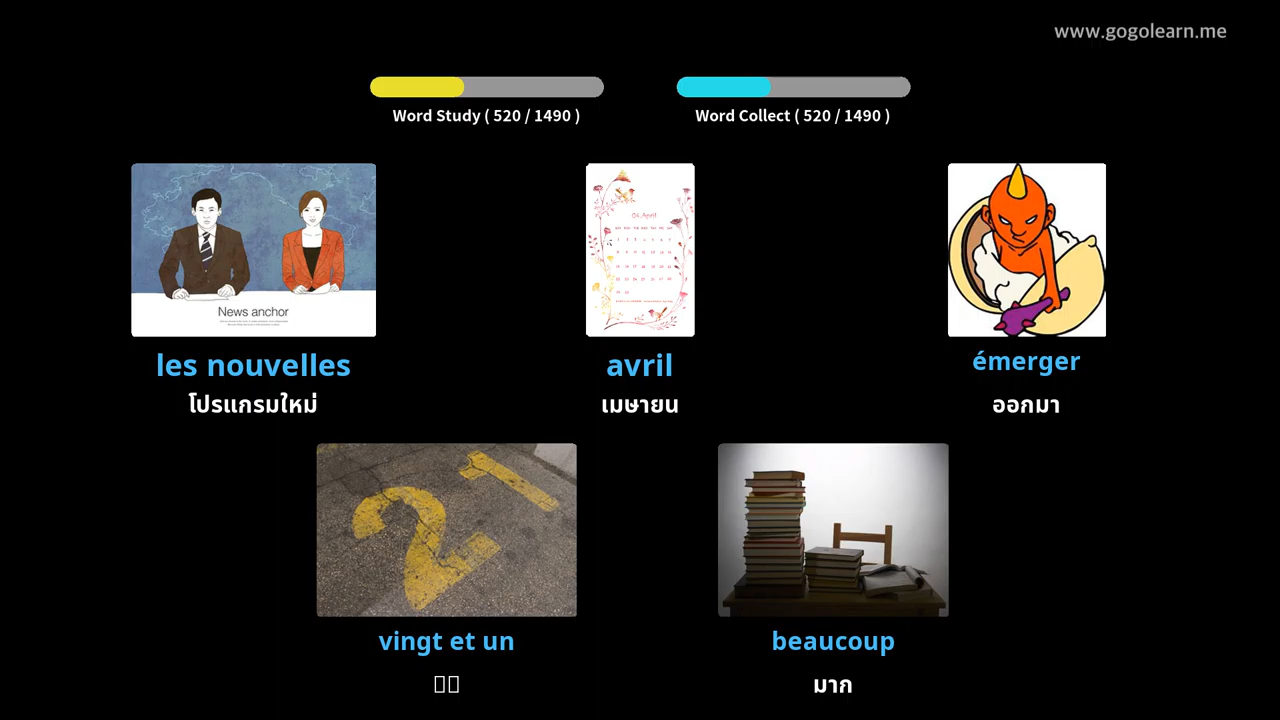 www.gogolearn.me
Word Study ( 520 / 1490 )
Word Collect ( 520 / 1490 )
News anchor
04. April
les nouvelles
avril
émerger
โปรแกรมใหม่
เมษายน
ออกมา
21
vingt et un
beaucoup
มาก